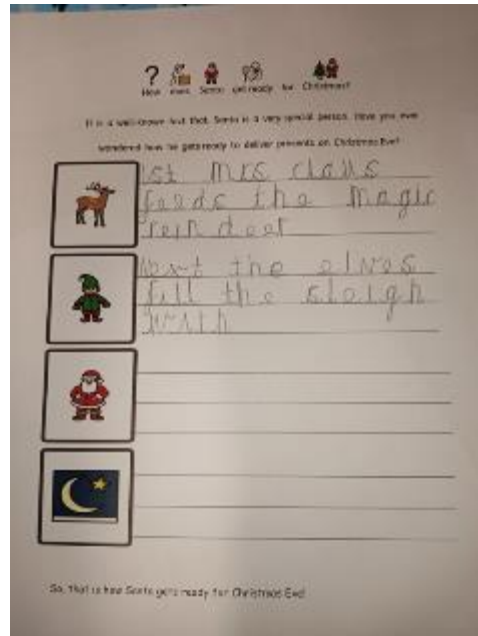 ? 
How does Santa get ready for Christmas?
It is a well-known fact that Santa is a very special person. Have you ever
wondered how he gets ready to deliver presents on Christmas Eve?
1st Mrs claus
feeds the magic
rein deer
Next the elves
fill the sleigh
with
So, that is how Santa gets ready for Christmas Eve!